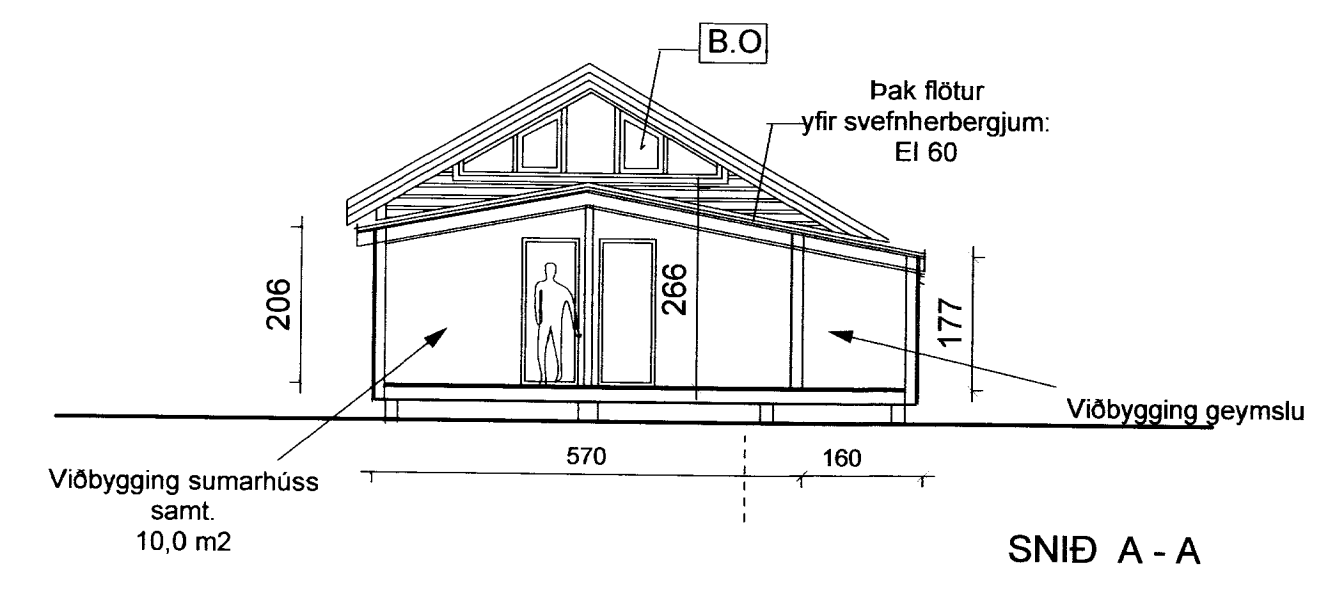 B.O
Þak flötur
yfir svefnherbergjum:
EI 60
206
266
177
Viðbygging geymslu
570
160
Viðbygging sumarhúss
samt.
10,0 m2
SNIÐ A - A